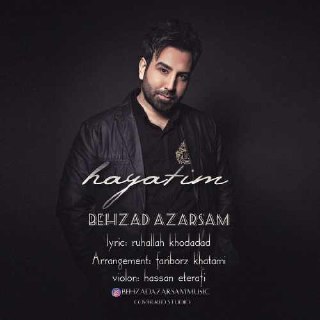 hayatim
BEHZAD AZARSAM
lyric: ruhallah khodadad
Arrangement: fariborz khatami
violon: hassan eterafi
BEHZADAZARSAMMUSIC